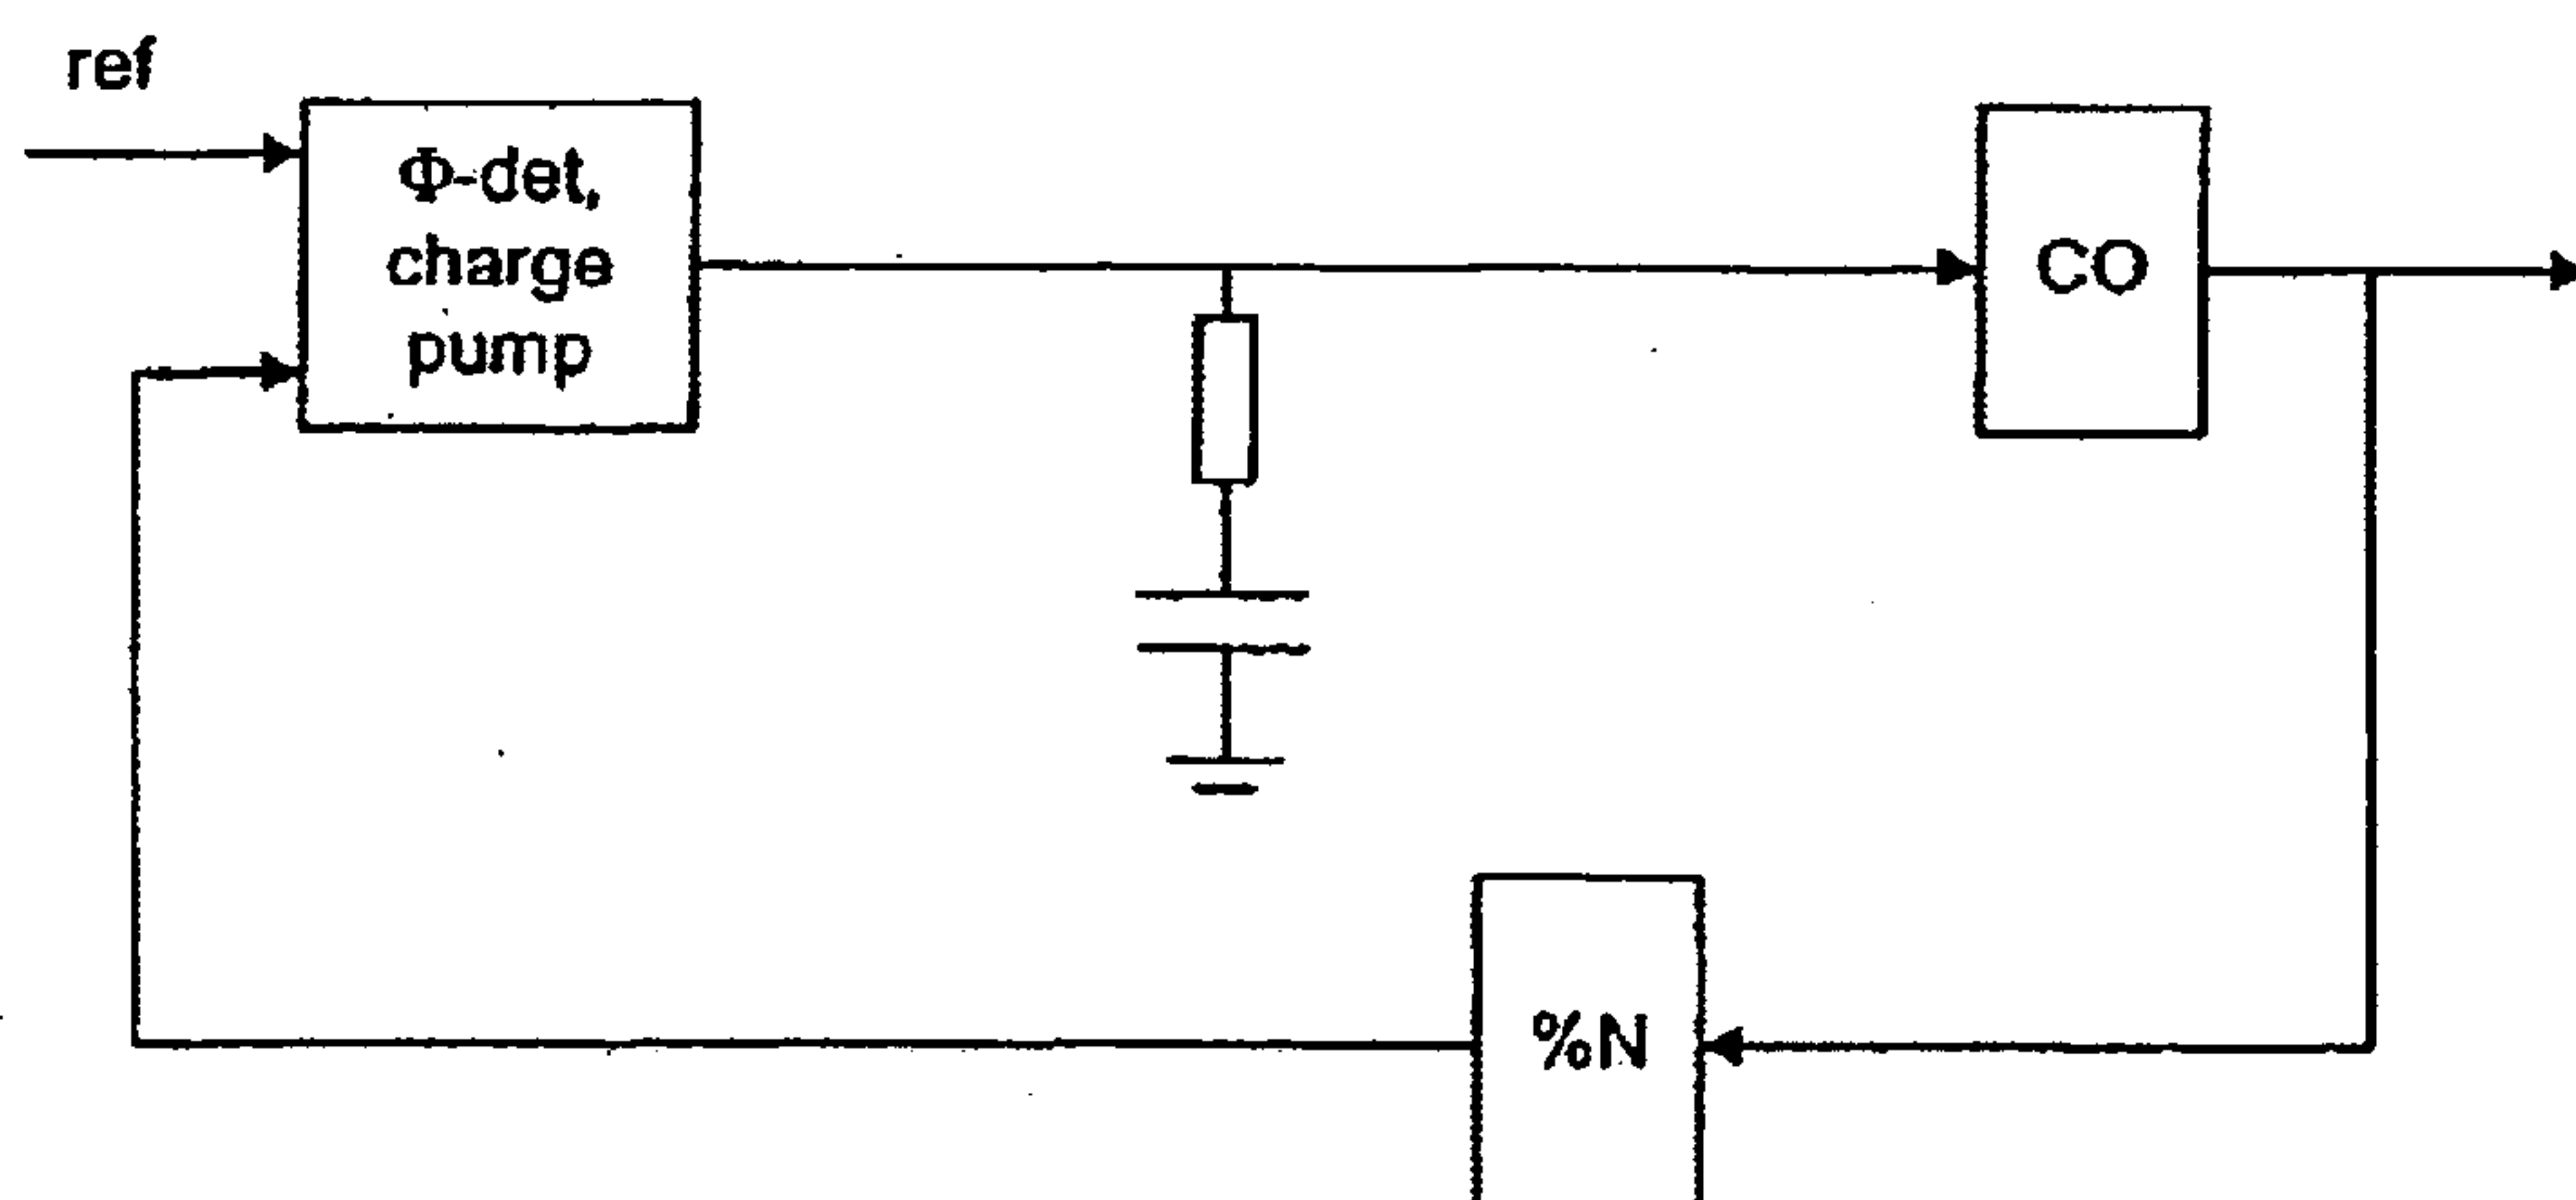 ref
Φ-det,
charge
pump
CO
%N